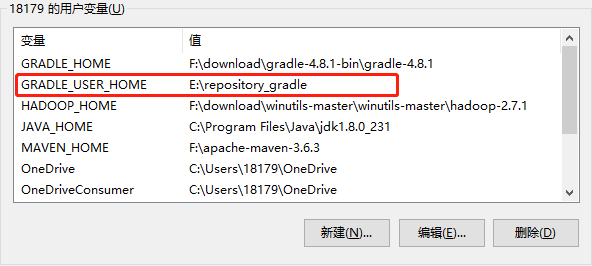 18179 的用户变量(U)
变量 值
GRADLE_HOME F:\download\gradle-4.8.1-bin\gradle-4.8.1
GRADLE_USER_HOME E:\repository_gradle
HADOOP_HOME F:\download\winutils-master\winutils-master\hadoop-2.7.1
JAVA_HOME C:\Program Files\Java\jdk1.8.0_231
MAVEN_HOME F:\apache-maven-3.6.3
OneDrive C:\Users\18179\OneDrive
OneDriveConsumer C:\Users\18179\OneDrive
新建(N)... 编辑(E)... 删除(D)